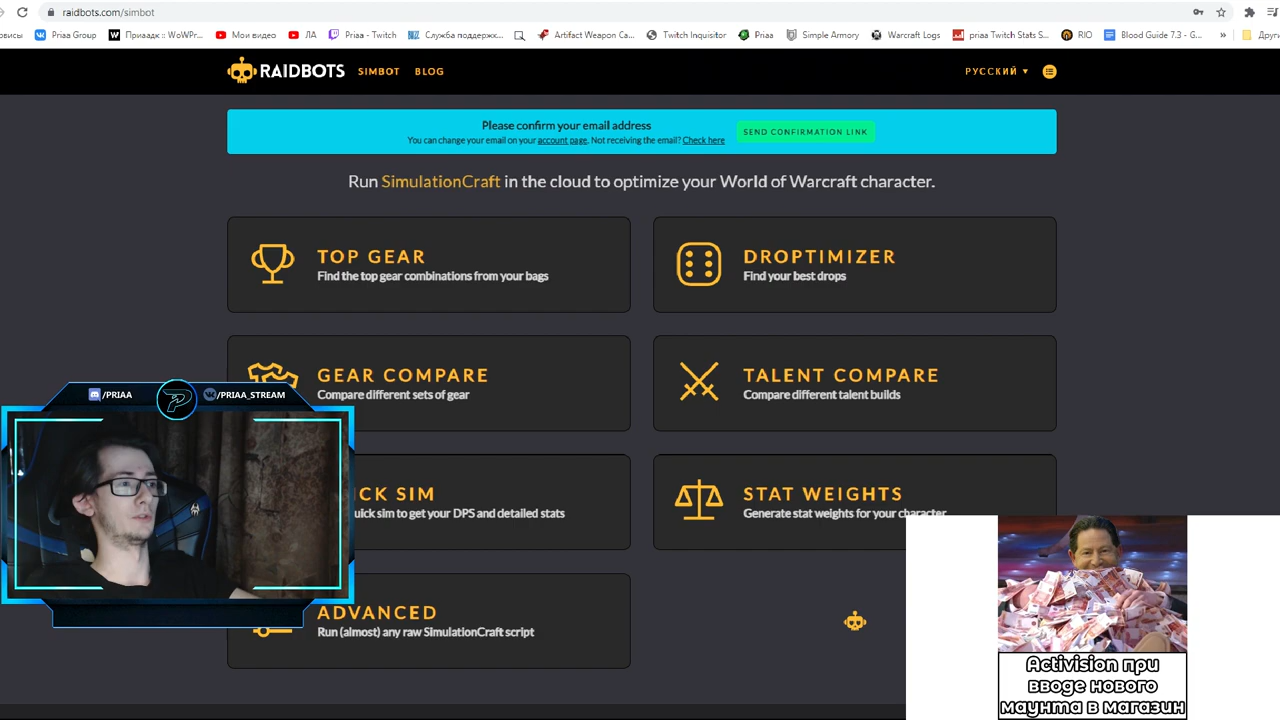 raidbots.com/simbot
Priaa Group
Приаадк :: WoWPr...
Мои видео
ЛА
Priaa - Twitch
Служба поддержк...
Artifact Weapon Ca...
Twitch Inquisitor
Priaa
Simple Armory
Warcraft Logs
priaa Twitch Stats S...
RIO
Blood Guide 7.3 - G...
»
RAIDBOTS
SIMBOT
BLOG
РУССКИЙ
Please confirm your email address
You can change your email on your account page. Not receiving the email? Check here
SEND CONFIRMATION LINK
Run SimulationCraft in the cloud to optimize your World of Warcraft character.
TOP GEAR
Find the top gear combinations from your bags
DROPTIMIZER
Find your best drops
GEAR COMPARE
Compare different sets of gear
TALENT COMPARE
Compare different talent builds
/PRIAA
/PRIAA_STREAM
CK SIM
uick sim to get your DPS and detailed stats
STAT WEIGHTS
Generate stat weights for your character
ADVANCED
Run (almost) any raw SimulationCraft script
Activision при
вводе нового
маунта в магазин